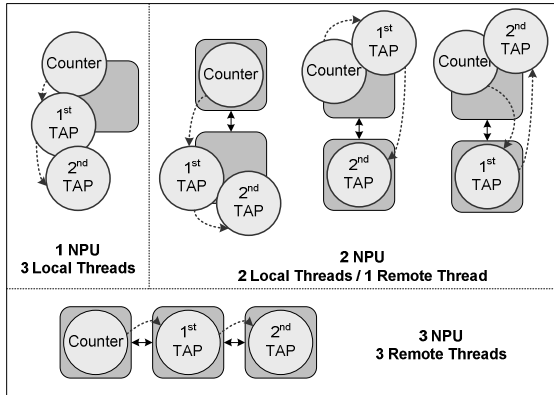 Counter
1st
TAP
2nd
TAP
1 NPU
3 Local Threads
Counter
1st
TAP
2nd
TAP
Counter
1st
TAP
2nd
TAP
Counter
2nd
TAP
1st
TAP
2 NPU
2 Local Threads / 1 Remote Thread
Counter
1st
TAP
2nd
TAP
3 NPU
3 Remote Threads